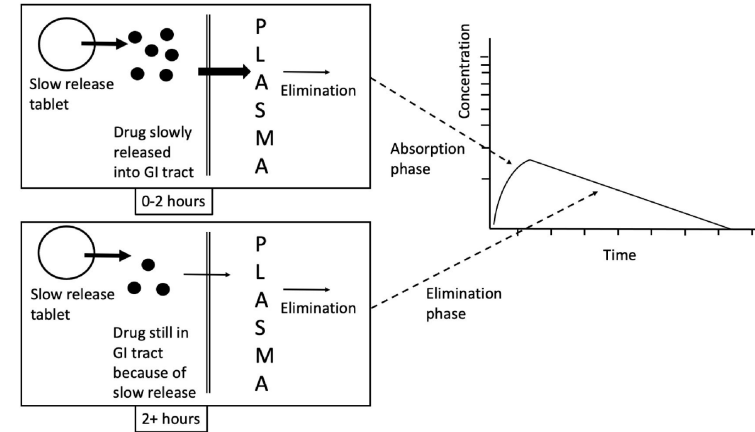 Slow release
tablet
Drug slowly
released
into GI tract
P
L
A
S
M
A
Elimination
0-2 hours
Slow release
tablet
Drug still in
GI tract
because of
slow release
P
L
A
S
M
A
Elimination
2+ hours
Concentration
Absorption
phase
Time
Elimination
phase